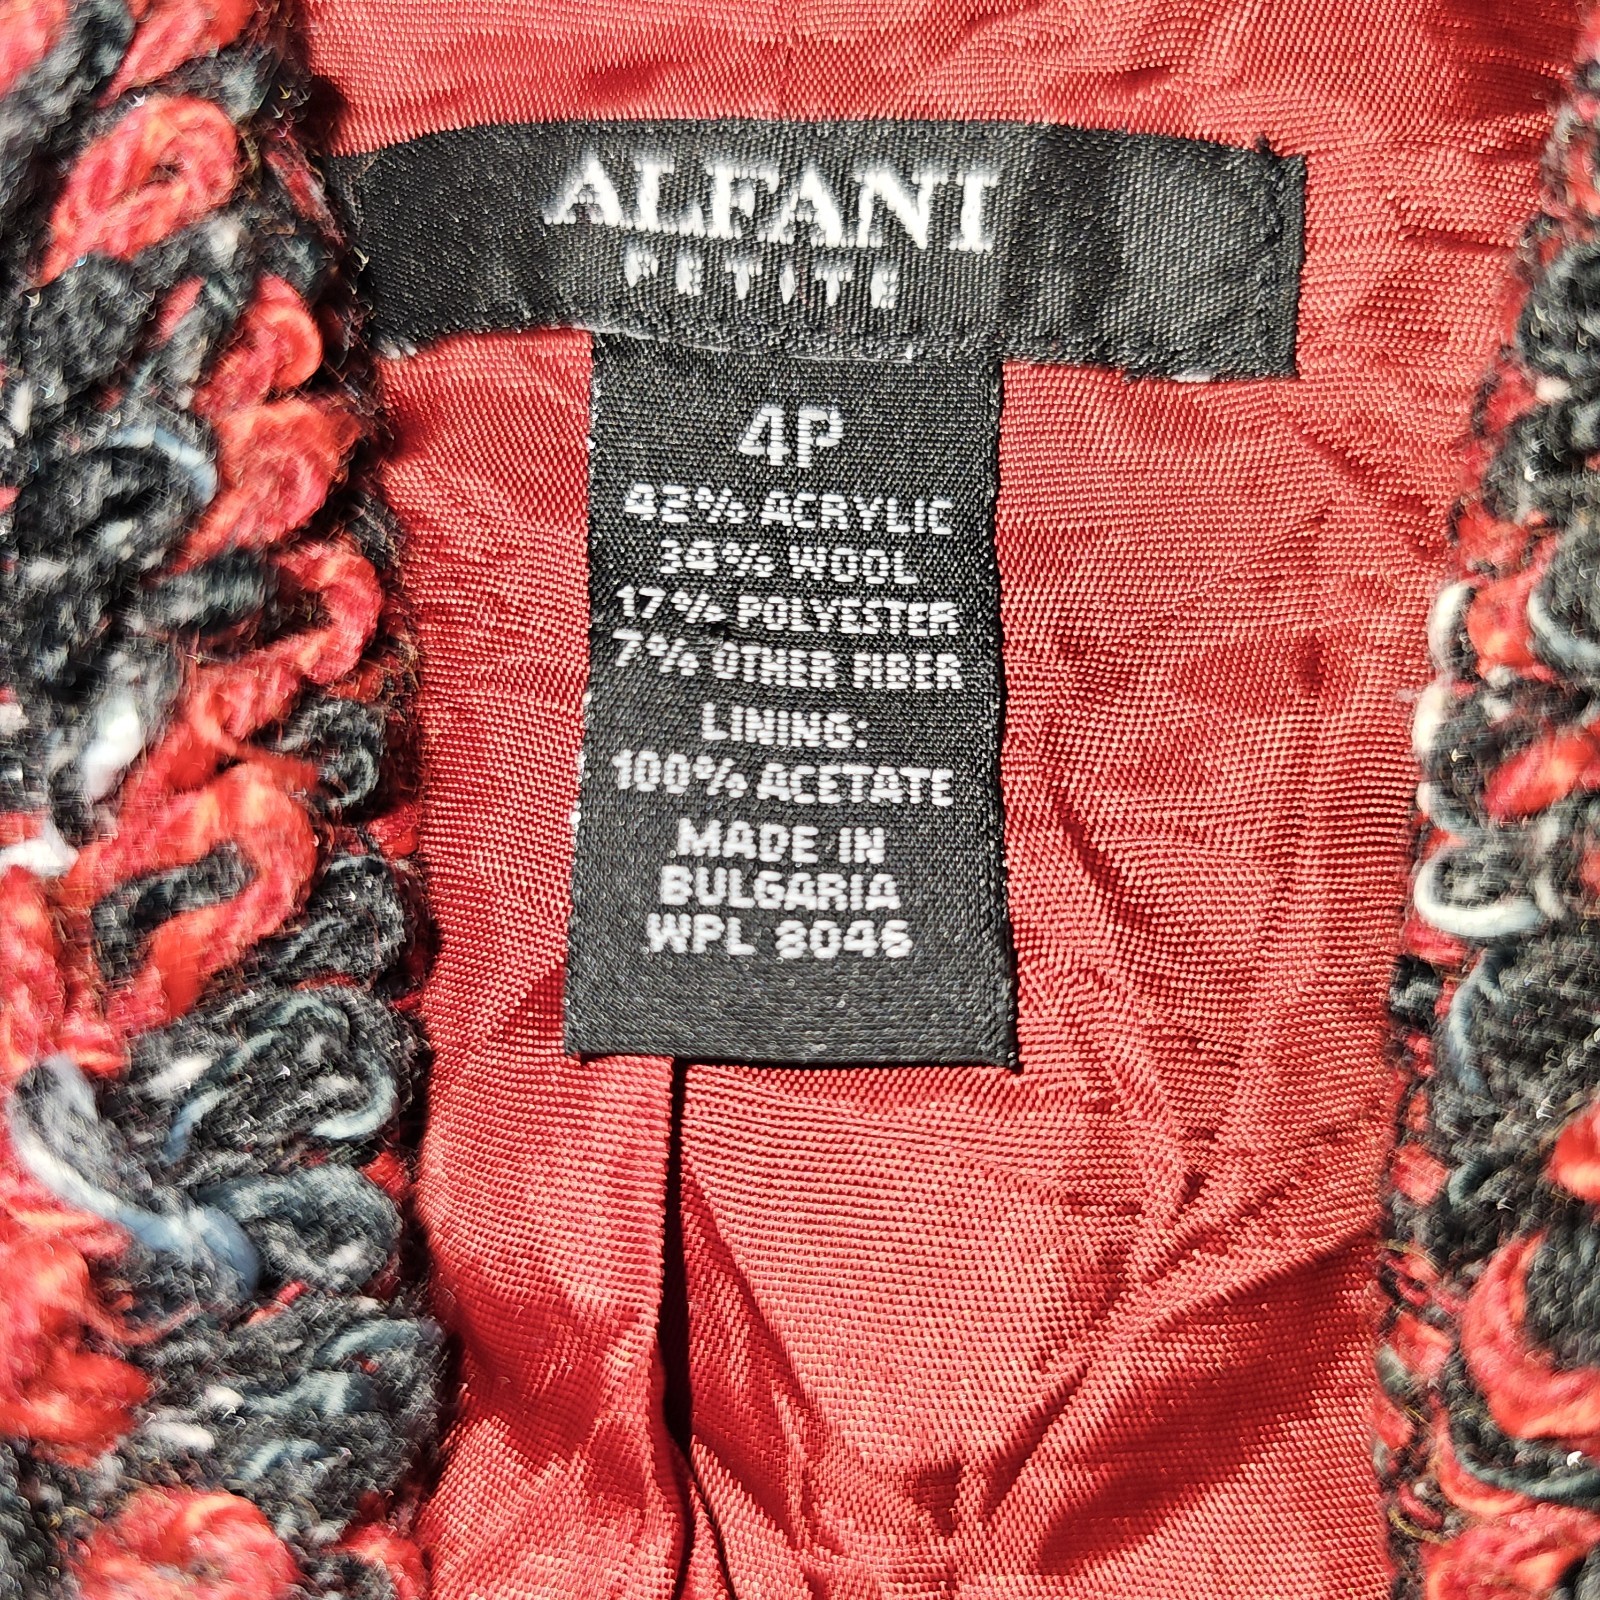 ALFANI
PETITE
4P
42% ACRYLIC
34% WOOL
17% POLYESTER
7% OTHER FIBER
LINING:
100% ACETATE
MADE IN
BULGARIA
WPL 8046